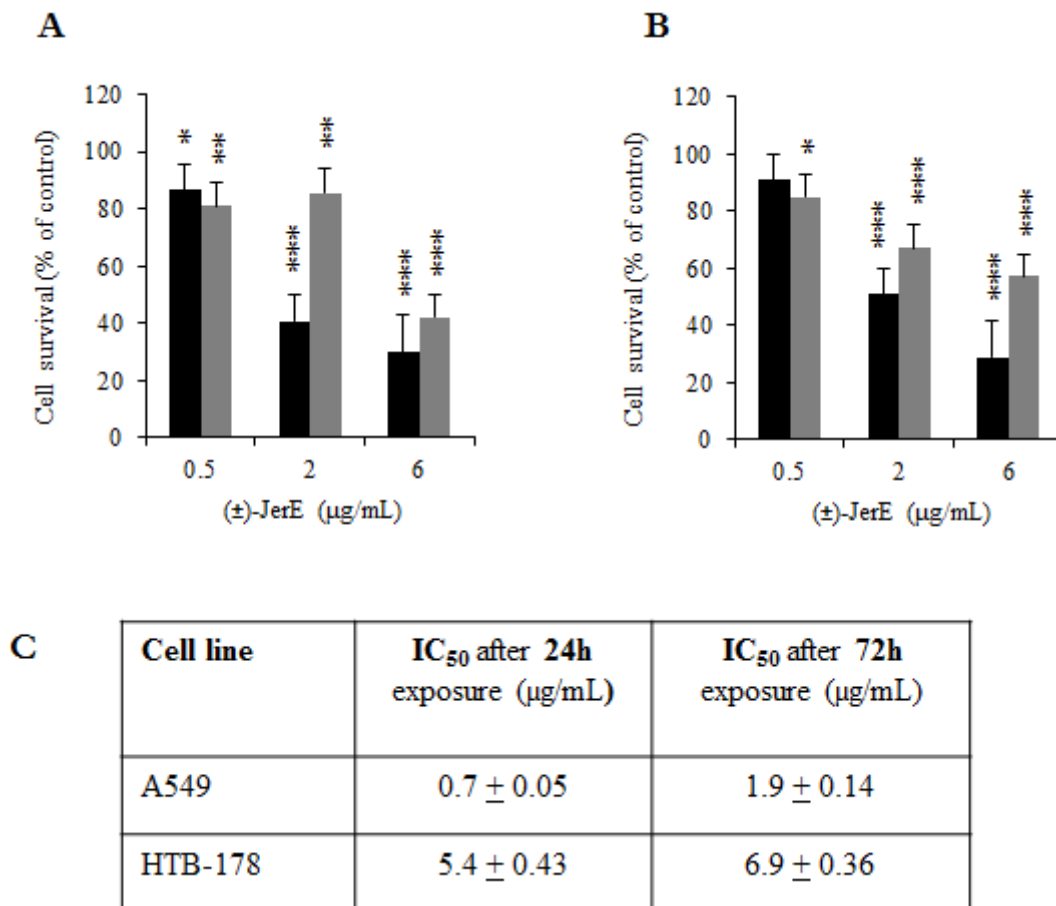 A
B
120
100
80
60
40
20
0
Cell survival (% of control)
* ** *** ** *** ***
0.5 2 6
(±)-JerE (µg/mL)
120
100
80
60
40
20
0
Cell survival (% of control)
* *** *** *** ***
0.5 2 6
(±)-JerE (µg/mL)
C
Cell line
IC50 after 24h
exposure (µg/mL)
IC50 after 72h
exposure (µg/mL)
A549
0.7 ± 0.05
1.9 ± 0.14
HTB-178
5.4 ± 0.43
6.9 ± 0.36